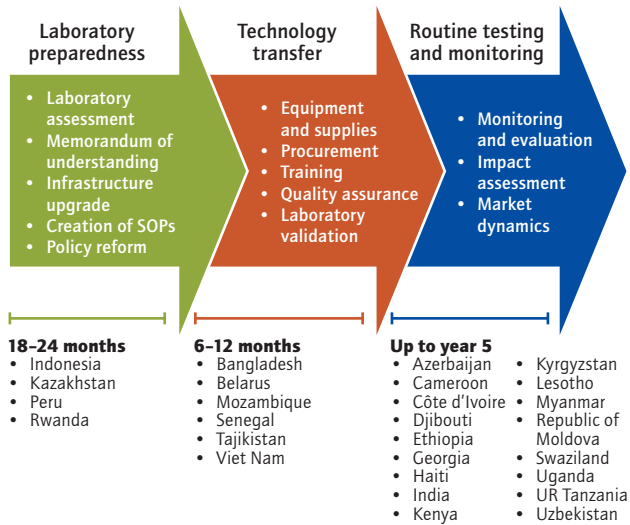 Laboratory
preparedness
• Laboratory
assessment
• Memorandum of
understanding
• Infrastructure
upgrade
• Creation of SOPs
• Policy reform
18–24 months
• Indonesia
• Kazakhstan
• Peru
• Rwanda
Technology
transfer
• Equipment
and supplies
• Procurement
• Training
• Quality assurance
• Laboratory
validation
6–12 months
• Bangladesh
• Belarus
• Mozambique
• Senegal
• Tajikistan
• Viet Nam
Routine testing
and monitoring
• Monitoring
and evaluation
• Impact
assessment
• Market
dynamics
Up to year 5
• Azerbaijan
• Cameroon
• Côte d’Ivoire
• Djibouti
• Ethiopia
• Georgia
• Haiti
• India
• Kenya
• Kyrgyzstan
• Lesotho
• Myanmar
• Republic of
Moldova
• Swaziland
• Uganda
• UR Tanzania
• Uzbekistan